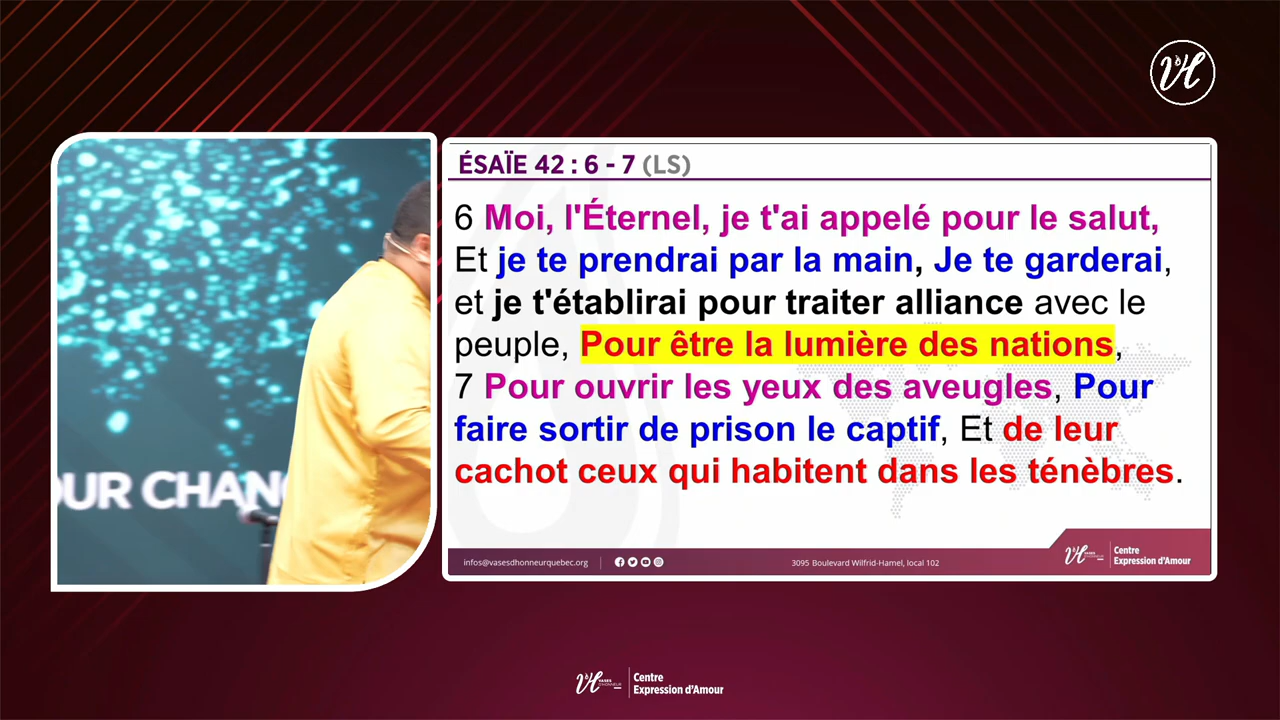 VH
ÉSAÏE 42 : 6 - 7 (LS)
6 Moi, l'Éternel, je t'ai appelé pour le salut,
Et je te prendrai par la main, Je te garderai,
et je t'établirai pour traiter alliance avec le
peuple, Pour être la lumière des nations,
7 Pour ouvrir les yeux des aveugles, Pour
faire sortir de prison le captif, Et de leur
cachot ceux qui habitent dans les ténèbres.
OUR CHAN
infos@vasesdhonneurquebec.org
3095 Boulevard Wilfrid-Hamel, local 102
Centre
Expression d'Amour
Centre
Expression d'Amour